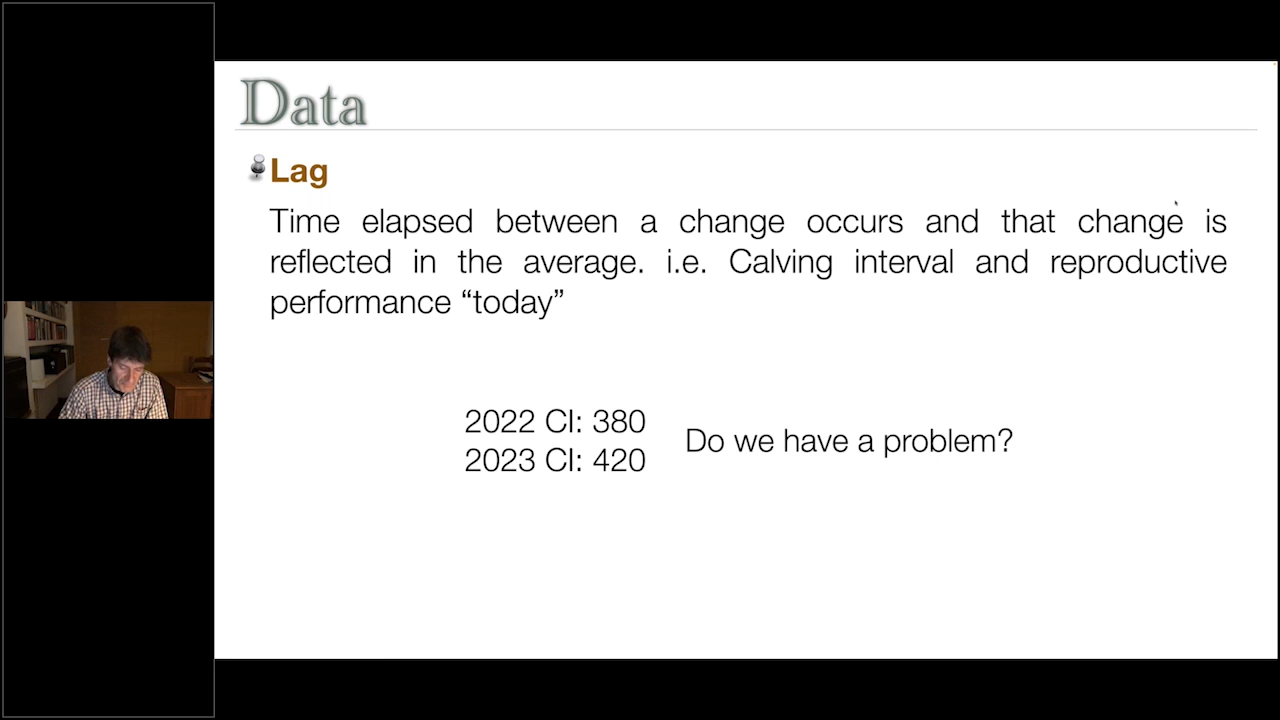 Data
Lag
Time elapsed between a change occurs and that change is
reflected in the average. i.e. Calving interval and reproductive
performance “today”
2022 CI: 380
2023 CI: 420
Do we have a problem?